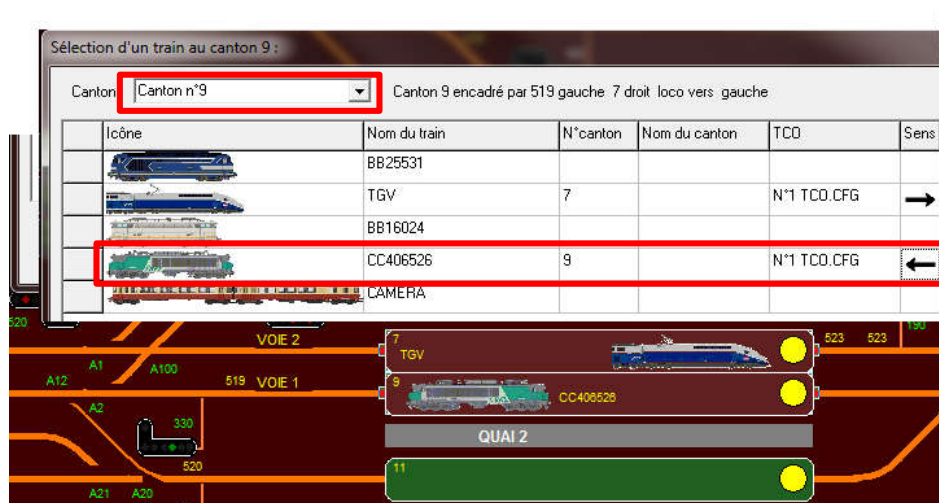 Sélection d'un train au canton 9 :
Canton Canton n°9 Canton 9 encadré par 519 gauche 7 droit loco vers gauche
Icône Nom du train N°canton Nom du canton TCO Sens
BB25531
TGV 7 N°1 TCO.CFG →
BB16024
CC406526 9 N°1 TCO.CFG ←
CAMERA
520 VOIE 2 7 TGV 523 523 190
A1 A100
A12 519 VOIE 1 9 CC406526
A2
330
QUAI 2
520 11
A21 A20